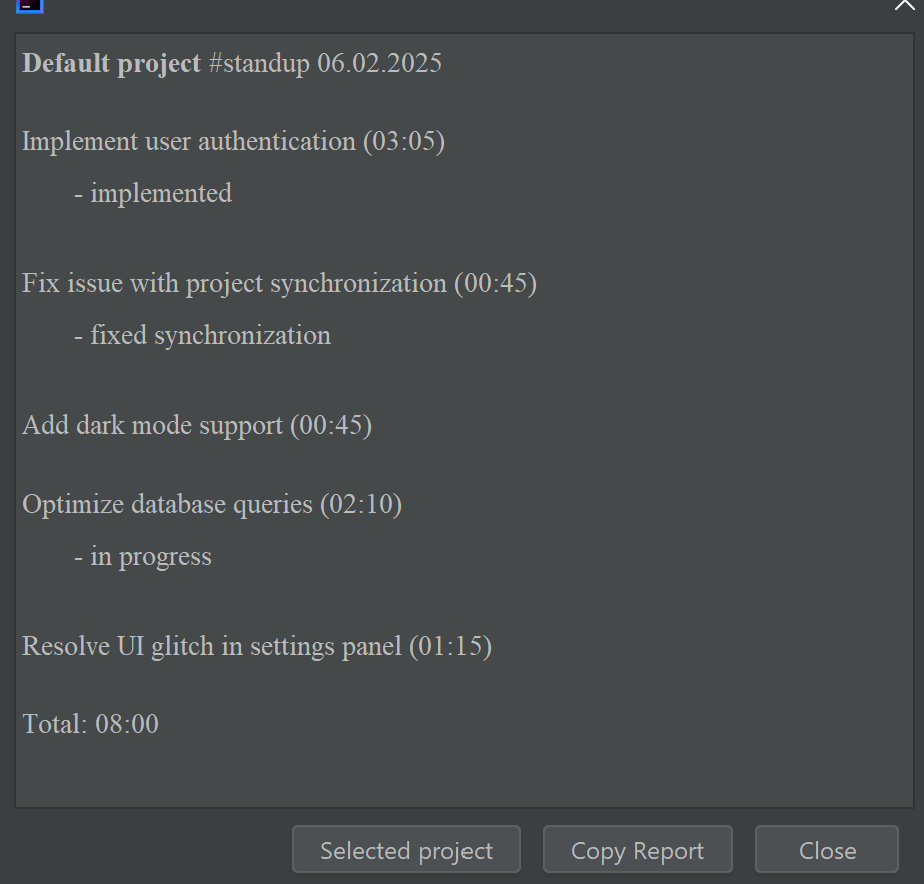 Default project #standup 06.02.2025
Implement user authentication (03:05)
- implemented
Fix issue with project synchronization (00:45)
- fixed synchronization
Add dark mode support (00:45)
Optimize database queries (02:10)
- in progress
Resolve UI glitch in settings panel (01:15)
Total: 08:00
Selected project Copy Report Close